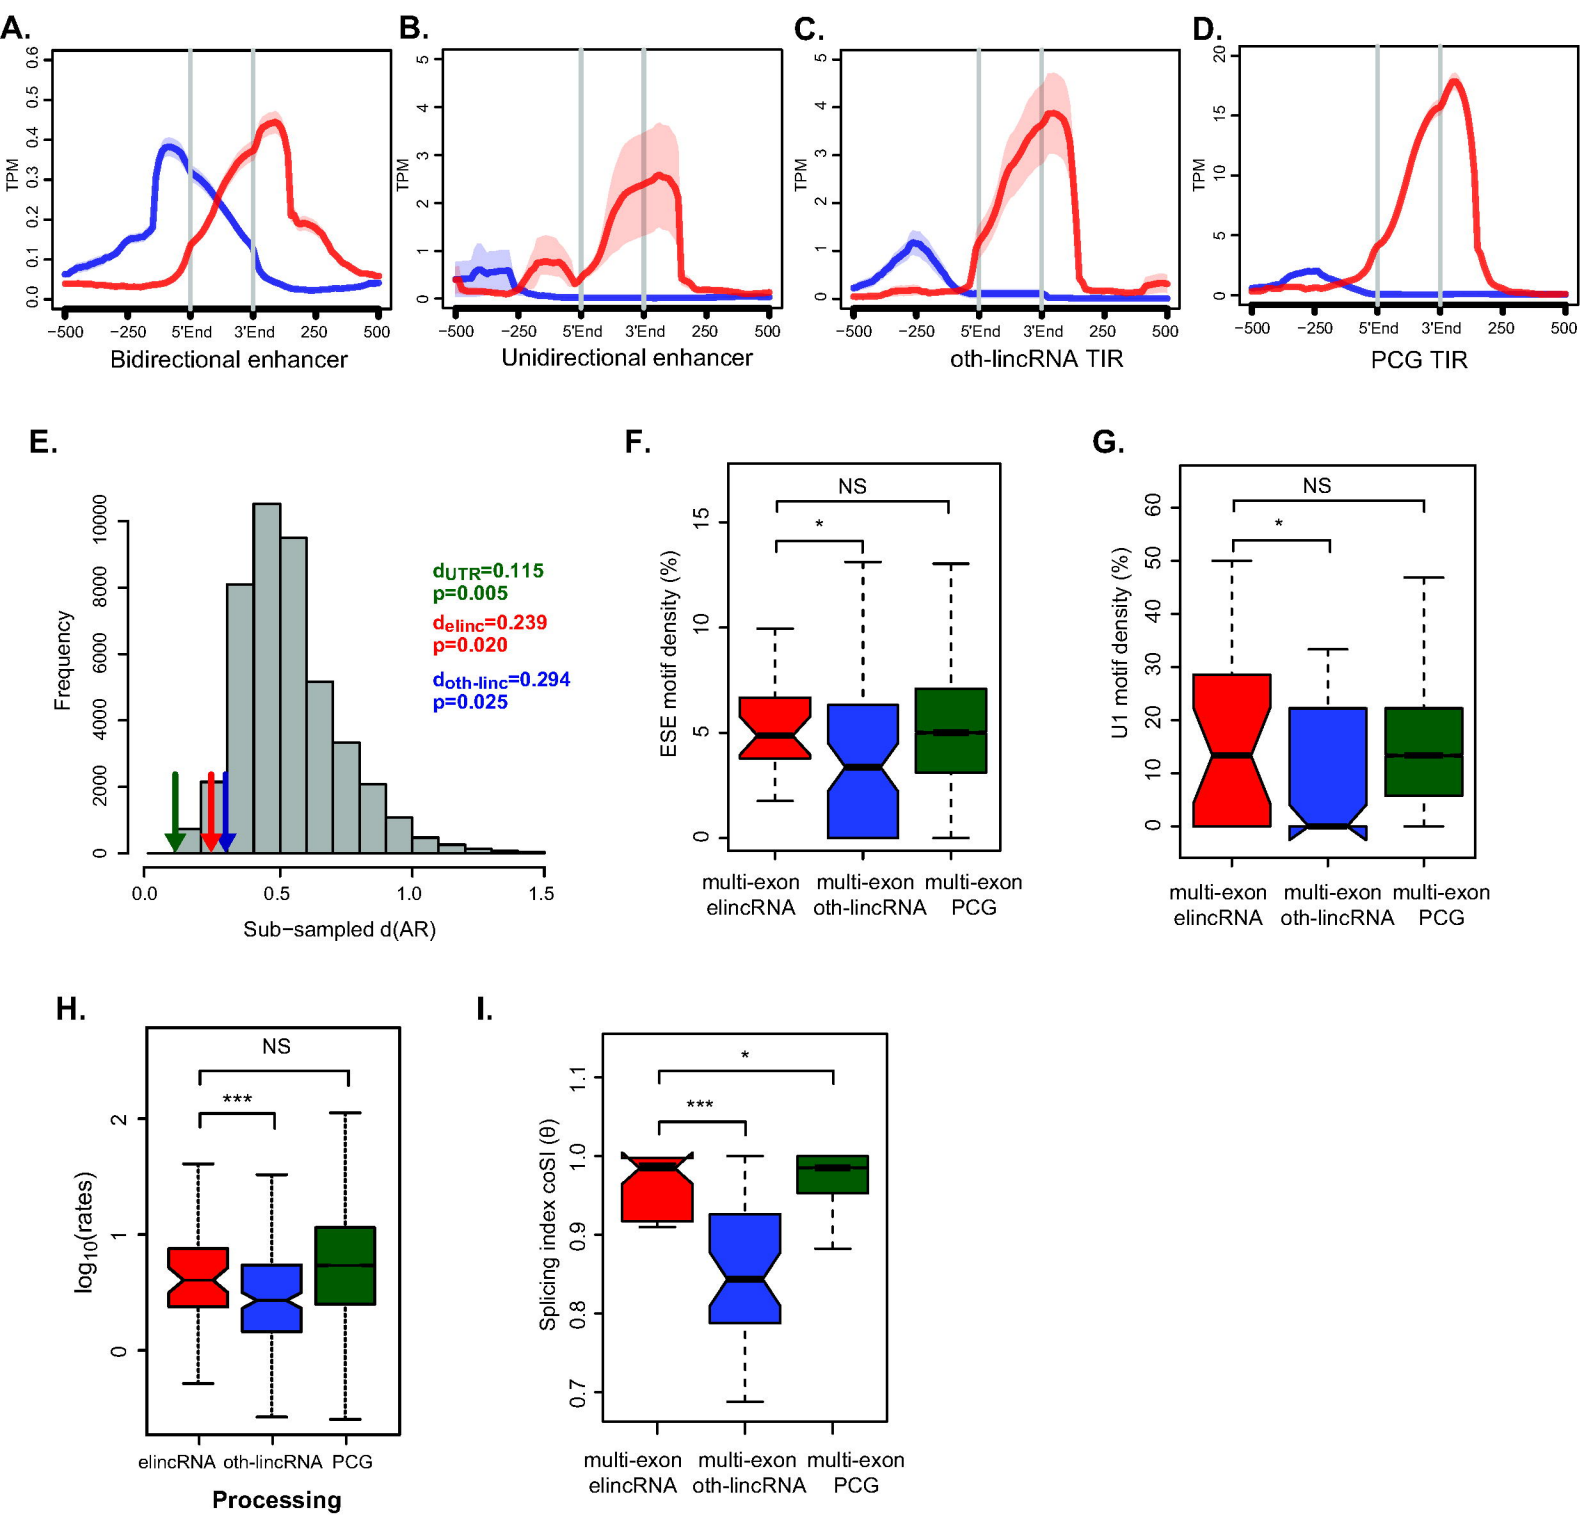 A.
B.
C.
D.
TPM
0.0 0.1 0.2 0.3 0.4 0.5 0.6
−500 −250 5'End 3'End 250 500
Bidirectional enhancer
TPM
0 1 2 3 4 5
−500 −250 5'End 3'End 250 500
Unidirectional enhancer
TPM
0 1 2 3 4 5
−500 −250 5'End 3'End 250 500
oth-lincRNA TIR
TPM
0 5 10 15 20
−500 −250 5'End 3'End 250 500
PCG TIR
E.
Frequency
0 2000 4000 6000 8000 10000
dUTR=0.115
p=0.005
delinc=0.239
p=0.020
doth-linc=0.294
p=0.025
0.0 0.5 1.0 1.5
Sub−sampled d(AR)
F.
ESE motif density (%)
0 5 10 15
NS
*
multi-exon multi-exon multi-exon
elincRNA oth-lincRNA PCG
G.
U1 motif density (%)
0 10 20 30 40 50 60
NS
*
multi-exon multi-exon multi-exon
elincRNA oth-lincRNA PCG
H.
log10(rates)
0 1 2
NS
***
elincRNA oth-lincRNA PCG
Processing
I.
Splicing index coSI (θ)
0.7 0.8 0.9 1.0 1.1
*
***
multi-exon multi-exon multi-exon
elincRNA oth-lincRNA PCG